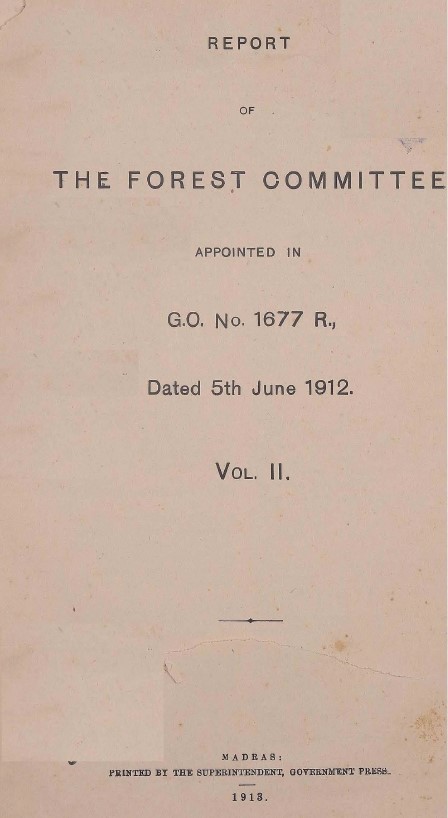 REPORT
OF
THE FOREST COMMITTEE
APPOINTED IN
G.O. No. 1677 R.,
Dated 5th June 1912.
VOL. II.
MADRAS:
PRINTED BY THE SUPERINTENDENT, GOVERNMENT PRESS.
1913.